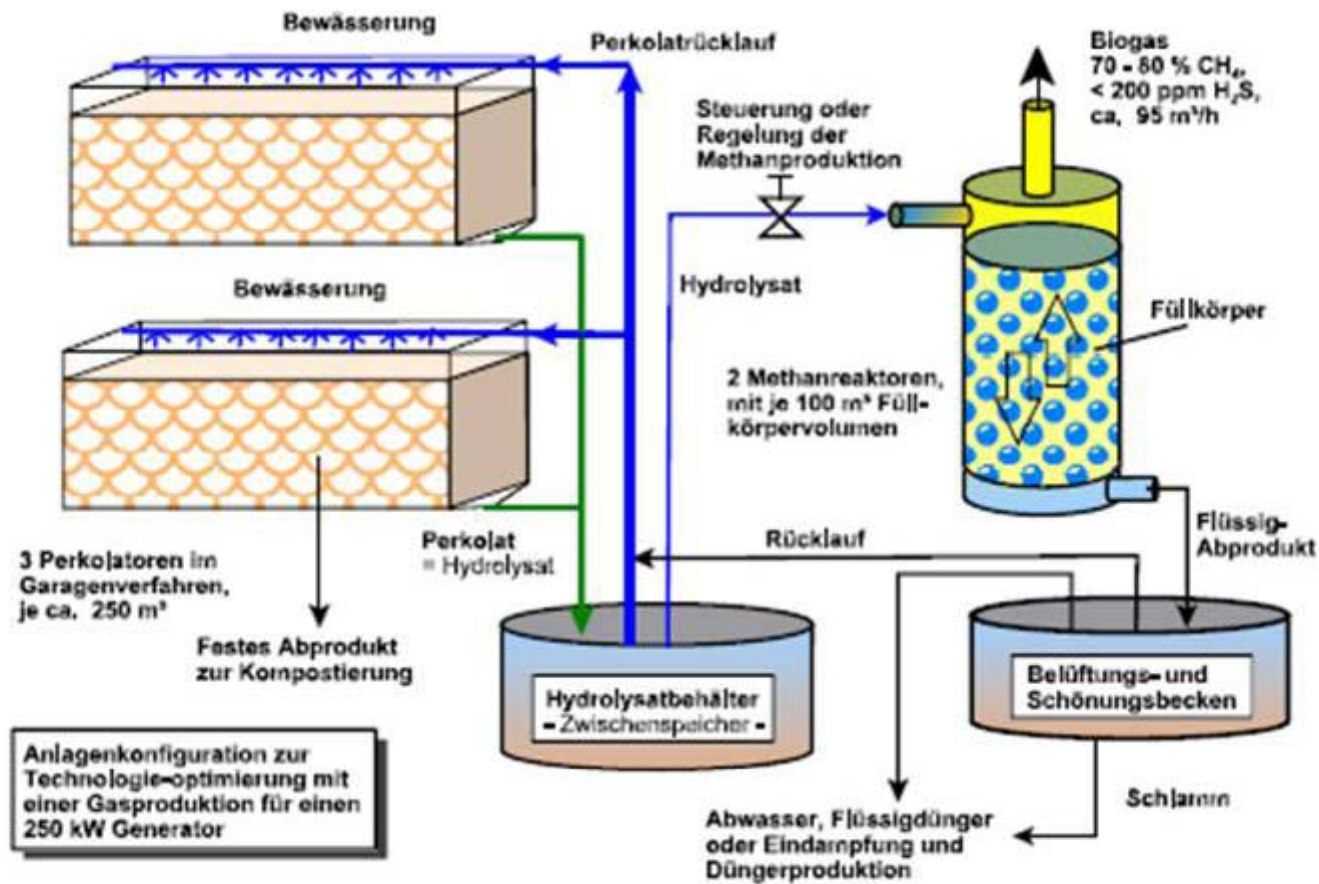 Bewässerung
Perkolatrücklauf
Biogas
70 - 80 % CH₄,
< 200 ppm H₂S,
ca, 95 m³/h
Steuerung oder
Regelung der
Methanproduktion
Bewässerung
Hydrolysat
Füllkörper
2 Methanreaktoren,
mit je 100 m³ Füll-
körpervolumen
3 Perkolatoren im
Garagenverfahren,
je ca. 250 m³
Perkolat
= Hydrolysat
Rücklauf
Flüssig-
Abprodukt
Festes Abprodukt
zur Kompostierung
Hydrolysatbehälter
- Zwischenspeicher -
Belüftungs- und
Schönungsbecken
Anlagenkonfiguration zur
Technologie-optimierung mit
einer Gasproduktion für einen
250 kW Generator
Schlamm
Abwasser, Flüssigdünger
oder Eindampfung und
Düngerproduktion